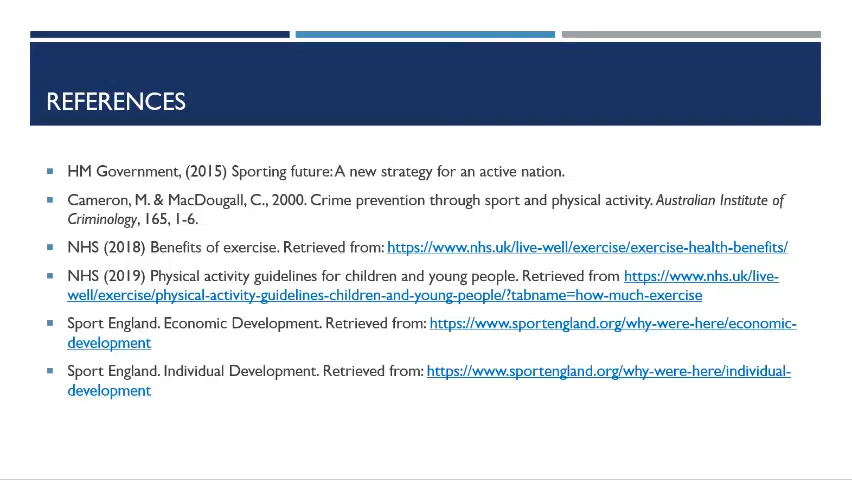 REFERENCES
HM Government, (2015) Sporting future: A new strategy for an active nation.
Cameron, M. & MacDougall, C., 2000. Crime prevention through sport and physical activity. Australian Institute of
Criminology, 165, 1-6.
NHS (2018) Benefits of exercise. Retrieved from: https://www.nhs.uk/live-well/exercise/exercise-health-benefits/
NHS (2019) Physical activity guidelines for children and young people. Retrieved from https://www.nhs.uk/live-
well/exercise/physical-activity-guidelines-children-and-young-people/?tabname=how-much-exercise
Sport England. Economic Development. Retrieved from: https://www.sportengland.org/why-were-here/economic-
development
Sport England. Individual Development. Retrieved from: https://www.sportengland.org/why-were-here/individual-
development